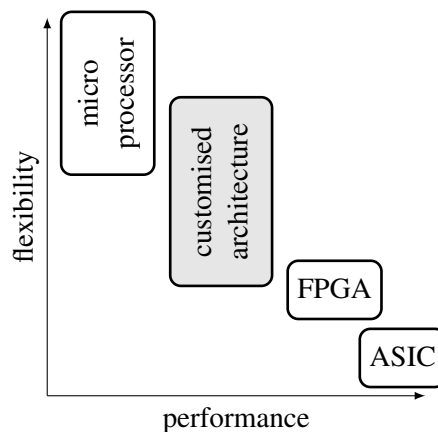 micro
processor
customised
architecture
FPGA
ASIC
flexibility
performance